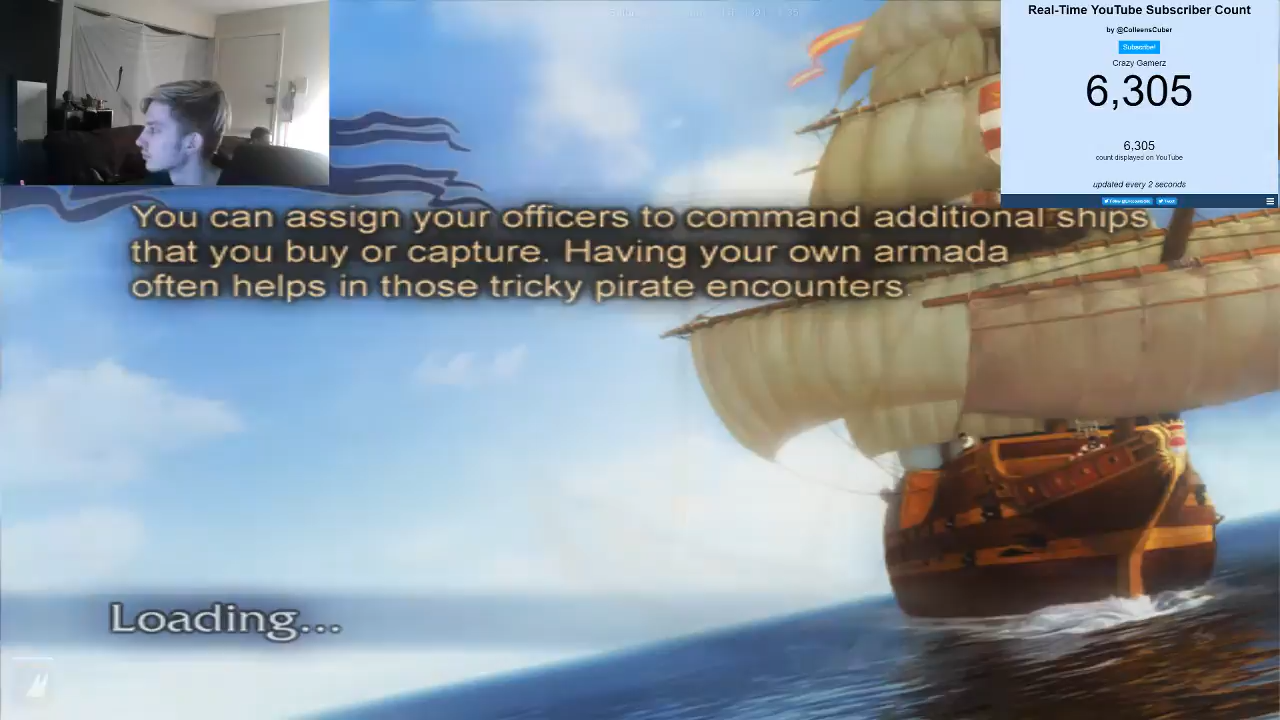 Real-Time YouTube Subscriber Count
by @ColleensCuber
Subscribe!
Crazy Gamerz
6,305
6,305
count displayed on YouTube
updated every 2 seconds
Tweet
You can assign your officers to command additional ships
that you buy or capture. Having your own armada
often helps in those tricky pirate encounters.
Loading...